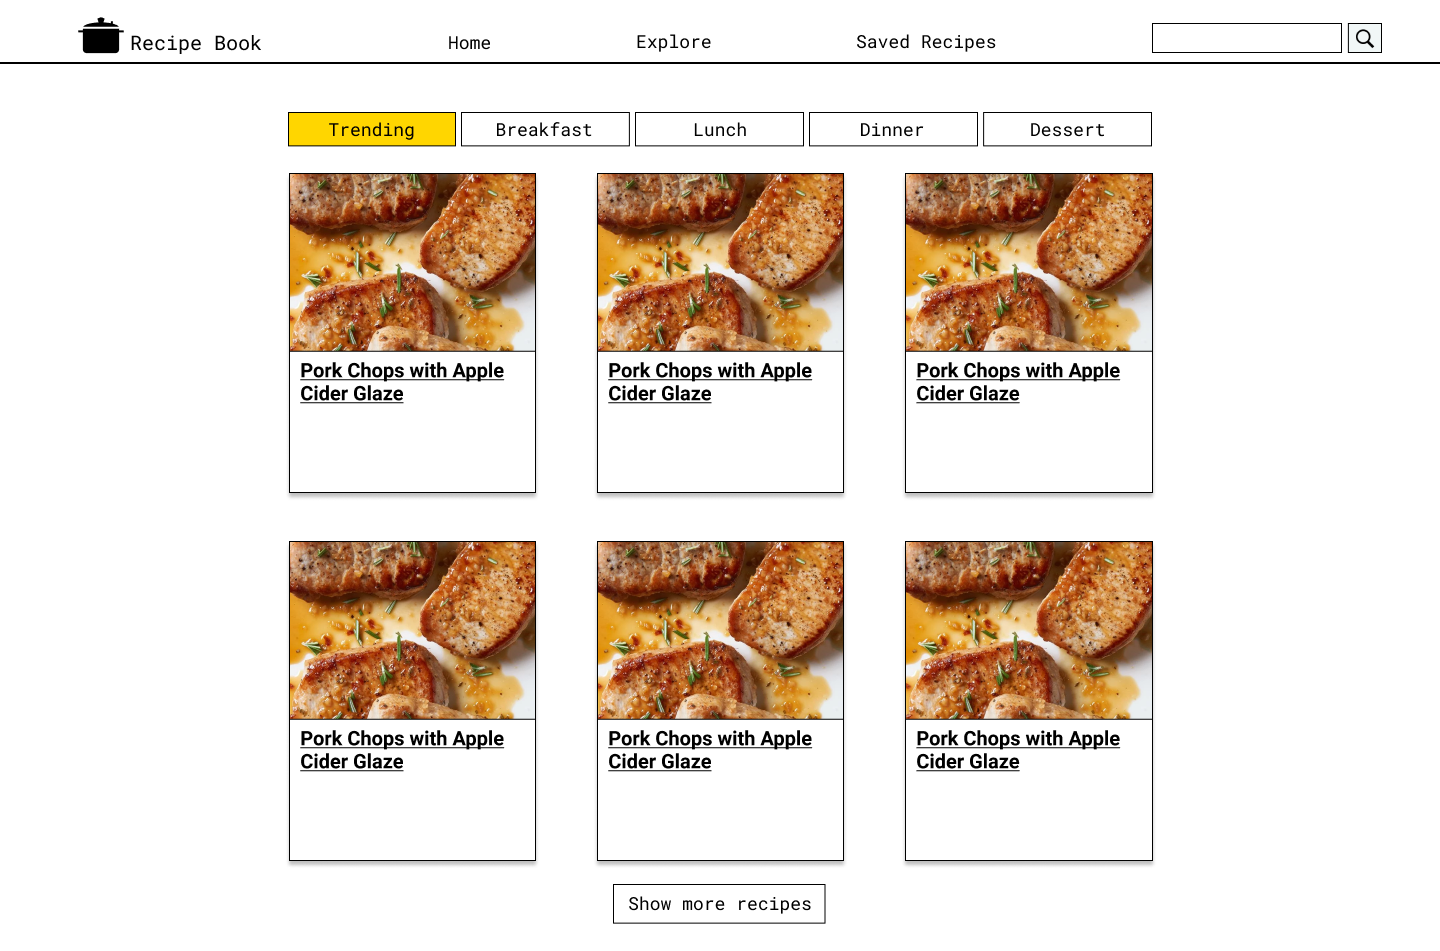 Recipe Book
Home
Explore
Saved Recipes
Trending
Breakfast
Lunch
Dinner
Dessert
Pork Chops with Apple
Cider Glaze
Pork Chops with Apple
Cider Glaze
Pork Chops with Apple
Cider Glaze
Pork Chops with Apple
Cider Glaze
Pork Chops with Apple
Cider Glaze
Pork Chops with Apple
Cider Glaze
Show more recipes